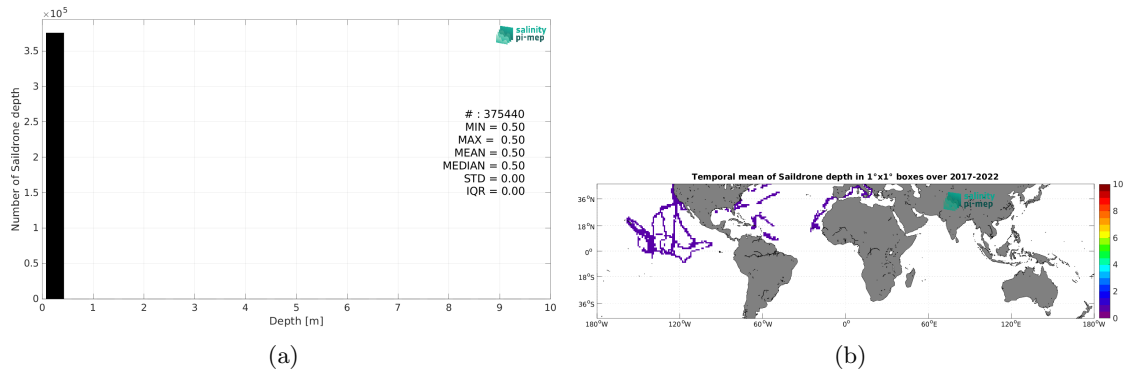 ×10⁵
3.5
3
2.5
2
1.5
1
0.5
0
0 1 2 3 4 5 6 7 8 9 10
Number of Saildrone depth
Depth [m]
salinity
pi-mep
# : 375440
MIN = 0.50
MAX = 0.50
MEAN = 0.50
MEDIAN = 0.50
STD = 0.00
IQR = 0.00
(a)
Temporal mean of Saildrone depth in 1°x1° boxes over 2017-2022
salinity
pi-mep
36°N
18°N
0°
18°S
36°S
180°W 120°W 60°W 0° 60°E 120°E 180°W
10
8
6
4
2
0
(b)